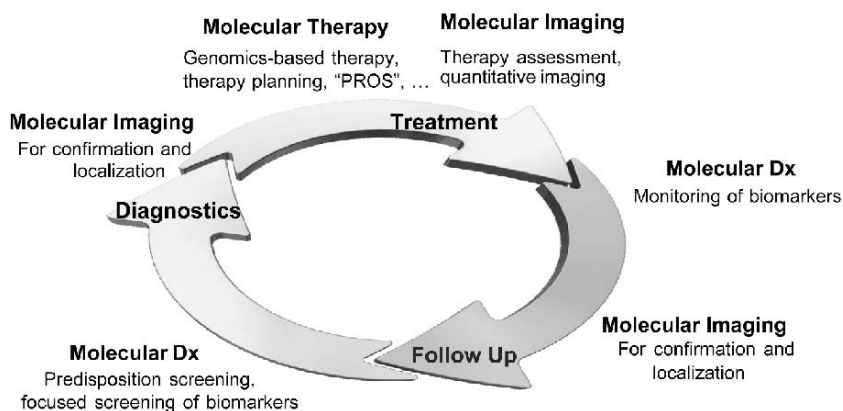 Molecular Therapy
Genomics-based therapy,
therapy planning, “PROS”, …
Molecular Imaging
Therapy assessment,
quantitative imaging
Molecular Imaging
For confirmation and
localization
Treatment
Molecular Dx
Monitoring of biomarkers
Diagnostics
Molecular Imaging
For confirmation and
localization
Follow Up
Molecular Dx
Predisposition screening,
focused screening of biomarkers